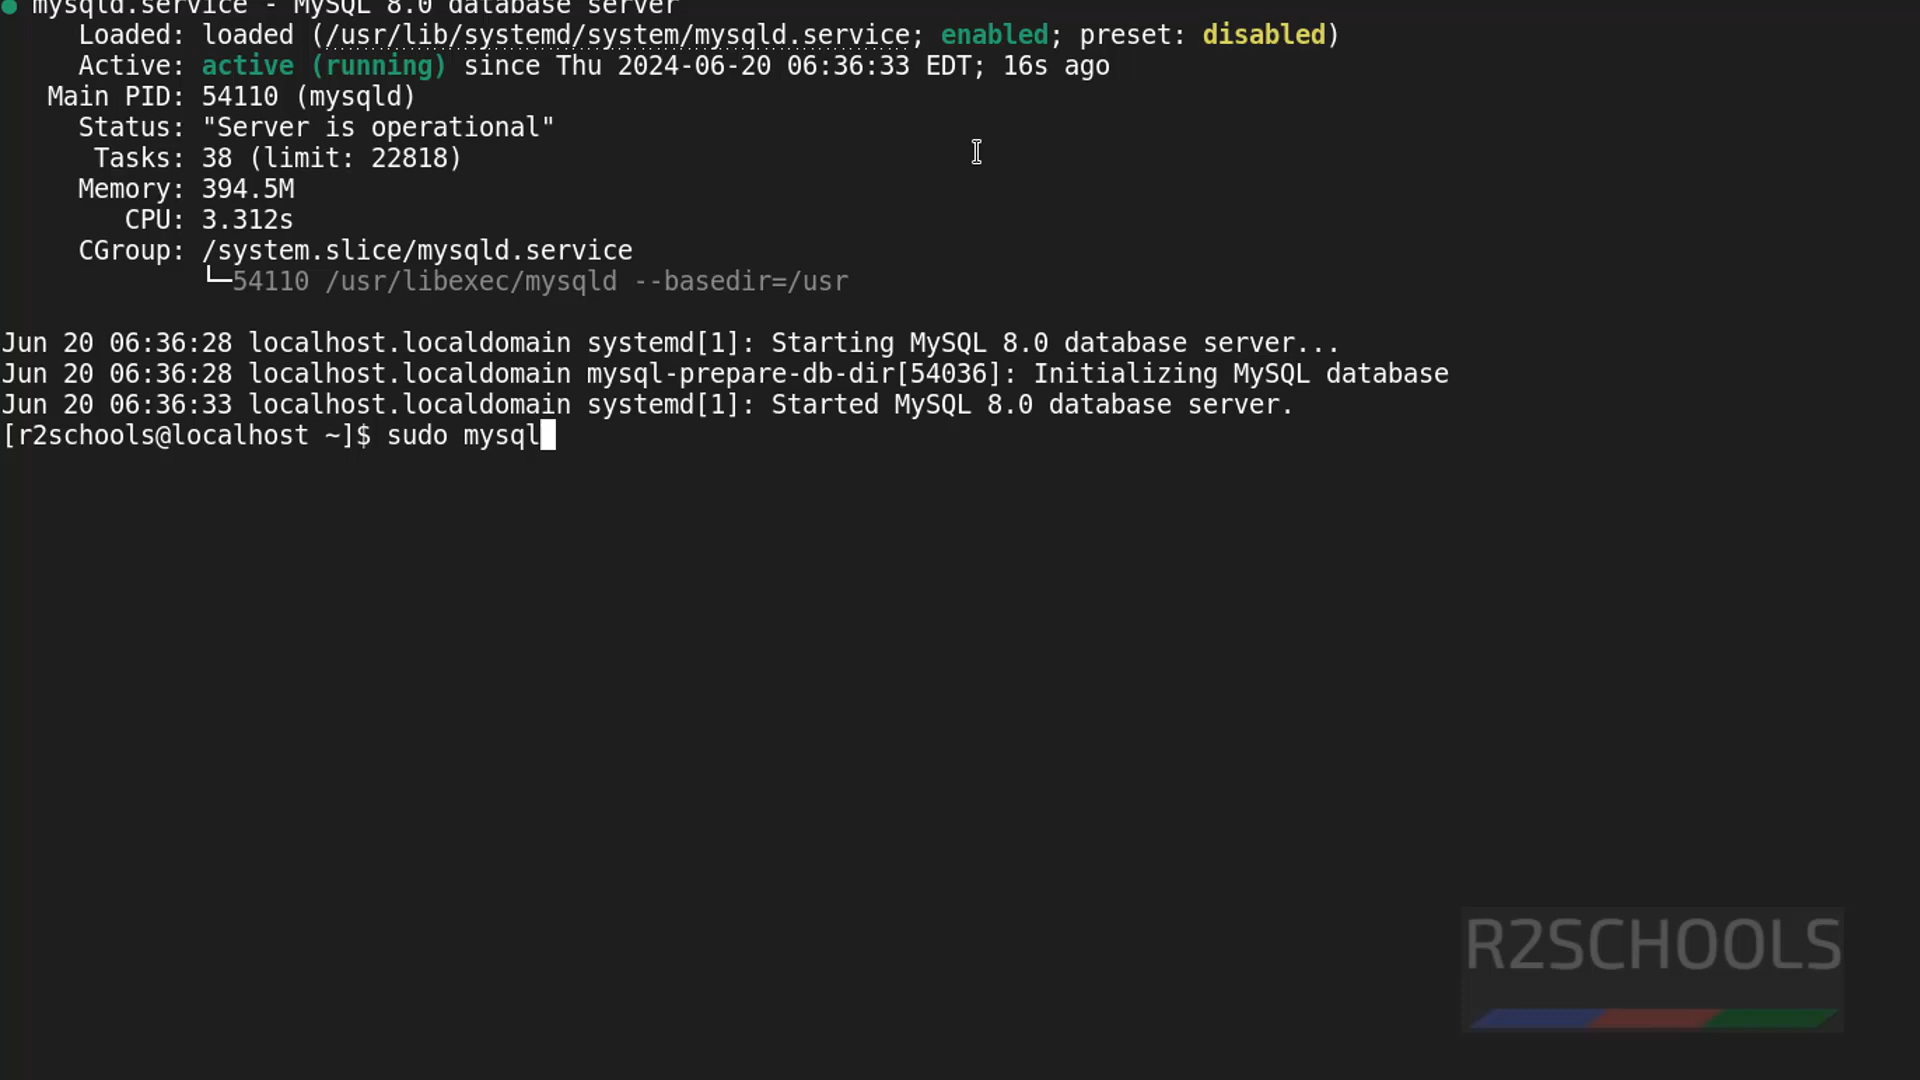 ● mysqld.service - MySQL 8.0 database server
Loaded: loaded (/usr/lib/systemd/system/mysqld.service; enabled; preset: disabled)
Active: active (running) since Thu 2024-06-20 06:36:33 EDT; 16s ago
Main PID: 54110 (mysqld)
Status: "Server is operational"
Tasks: 38 (limit: 22818)
Memory: 394.5M
CPU: 3.312s
CGroup: /system.slice/mysqld.service
└─54110 /usr/libexec/mysqld --basedir=/usr
Jun 20 06:36:28 localhost.localdomain systemd[1]: Starting MySQL 8.0 database server...
Jun 20 06:36:28 localhost.localdomain mysql-prepare-db-dir[54036]: Initializing MySQL database
Jun 20 06:36:33 localhost.localdomain systemd[1]: Started MySQL 8.0 database server.
[r2schools@localhost ~]$ sudo mysql
R2SCHOOLS